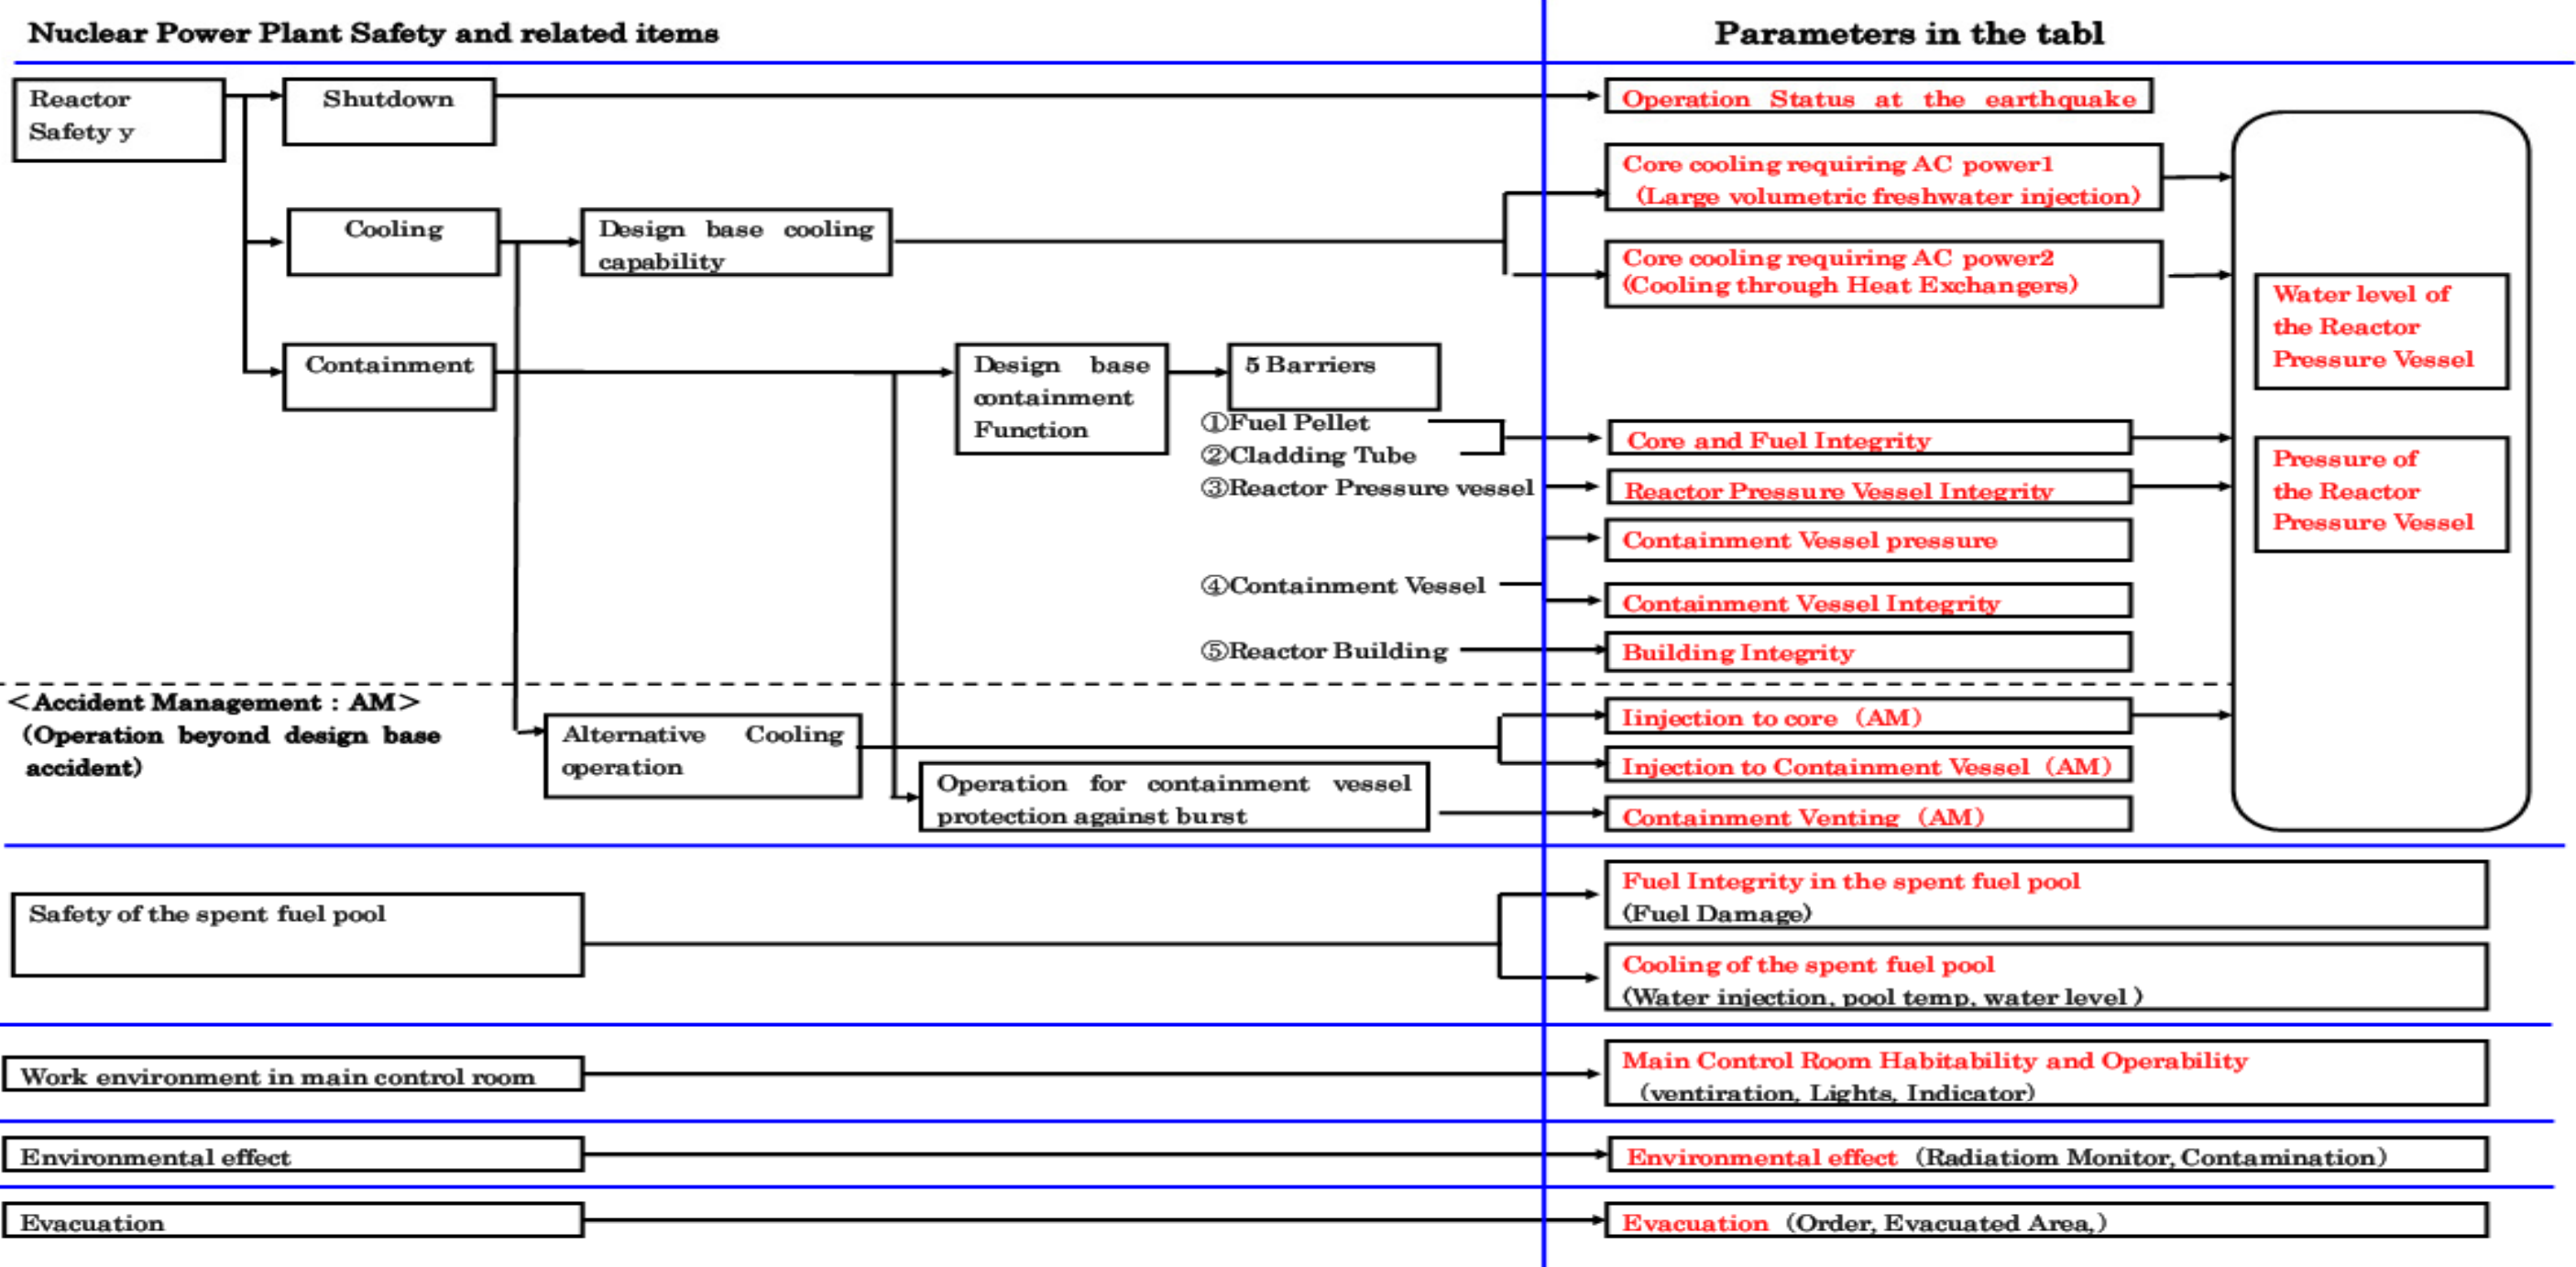 Nuclear Power Plant Safety and related items
Parameters in the tabl
Reactor
Safety y
Shutdown
Operation Status at the earthquake
Core cooling requiring AC power1
(Large volumetric freshwater injection)
Cooling
Design base cooling
capability
Core cooling requiring AC power2
(Cooling through Heat Exchangers)
Water level of
the Reactor
Pressure Vessel
Containment
Design base
containment
Function
5 Barriers
①Fuel Pellet
②Cladding Tube
③Reactor Pressure vessel
④Containment Vessel
⑤Reactor Building
Core and Fuel Integrity
Reactor Pressure Vessel Integrity
Containment Vessel pressure
Containment Vessel Integrity
Building Integrity
Pressure of
the Reactor
Pressure Vessel
<Accident Management : AM>
(Operation beyond design base
accident)
Alternative Cooling
operation
Operation for containment vessel
protection against burst
Iinjection to core (AM)
Injection to Containment Vessel (AM)
Containment Venting (AM)
Safety of the spent fuel pool
Fuel Integrity in the spent fuel pool
(Fuel Damage)
Cooling of the spent fuel pool
(Water injection, pool temp, water level )
Work environment in main control room
Main Control Room Habitability and Operability
(ventiration, Lights, Indicator)
Environmental effect
Environmental effect (Radiatiom Monitor, Contamination)
Evacuation
Evacuation (Order, Evacuated Area,)